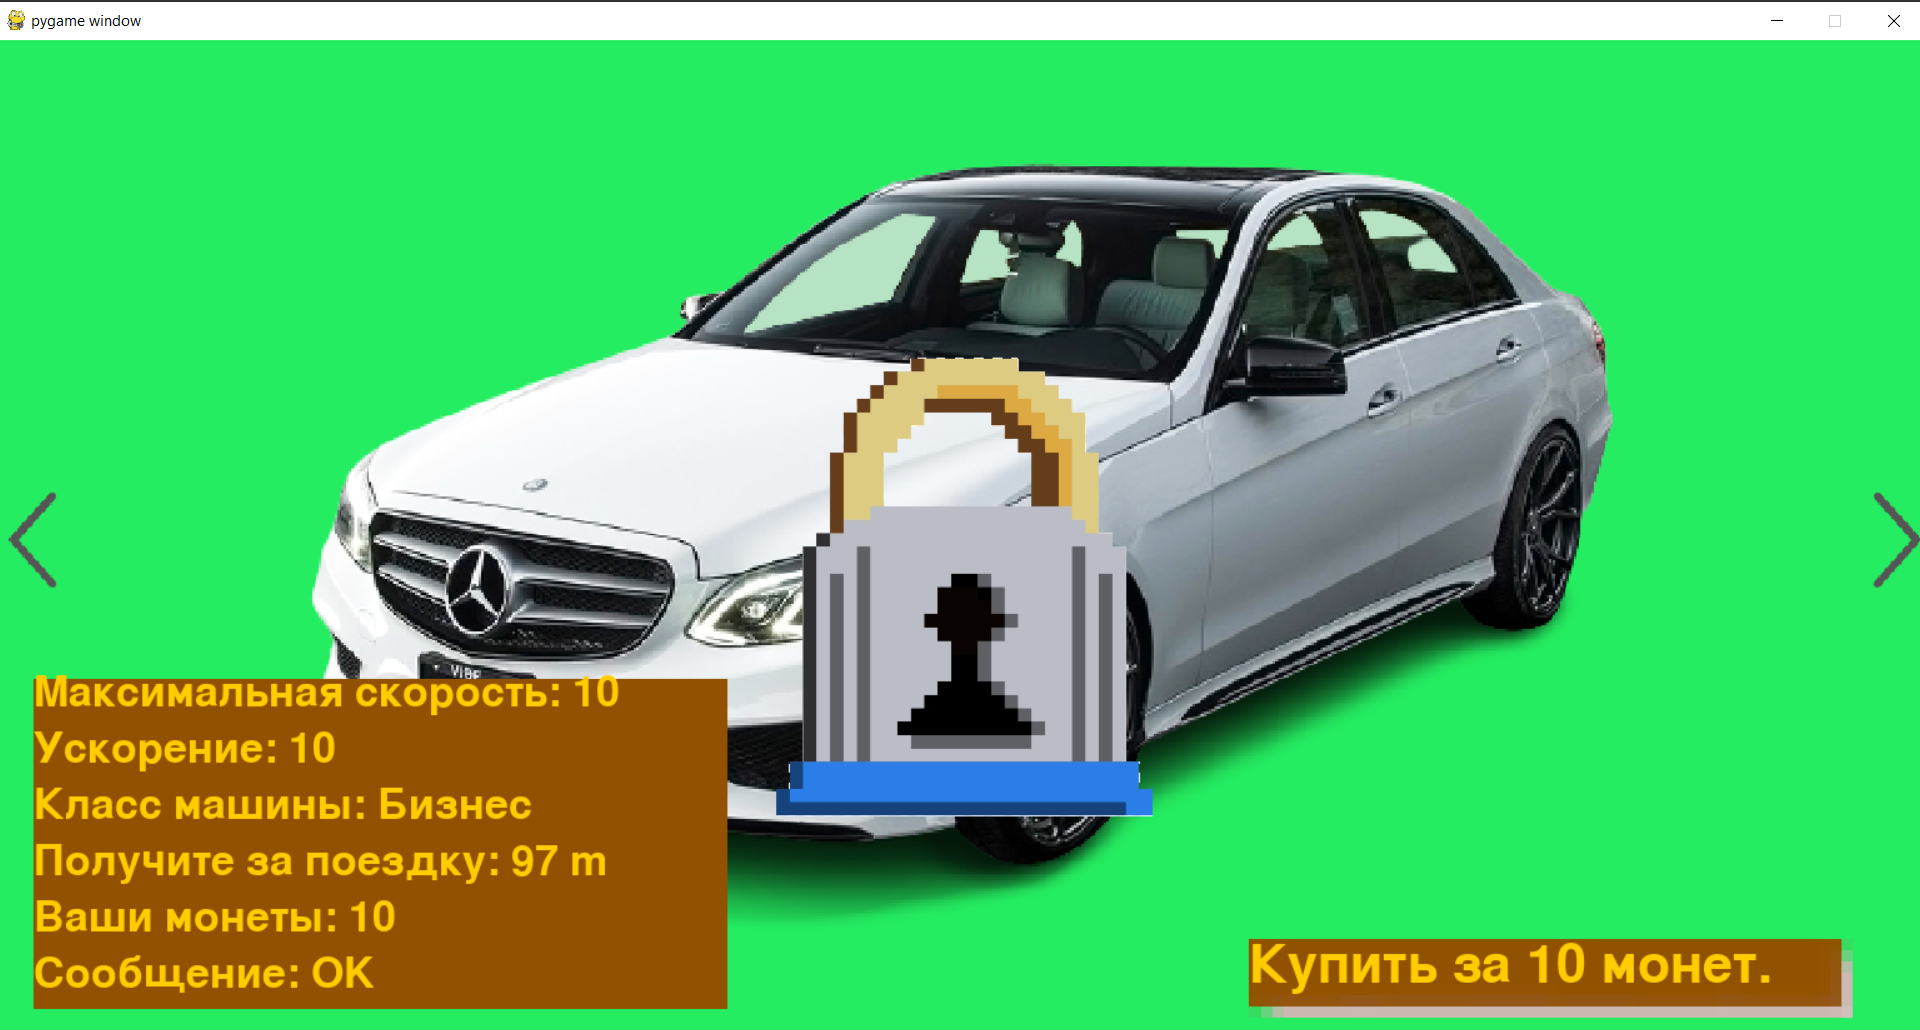 pygame window
VIBE
Максимальная скорость: 10
Ускорение: 10
Класс машины: Бизнес
Получите за поездку: 97 m
Ваши монеты: 10
Сообщение: OK
Купить за 10 монет.